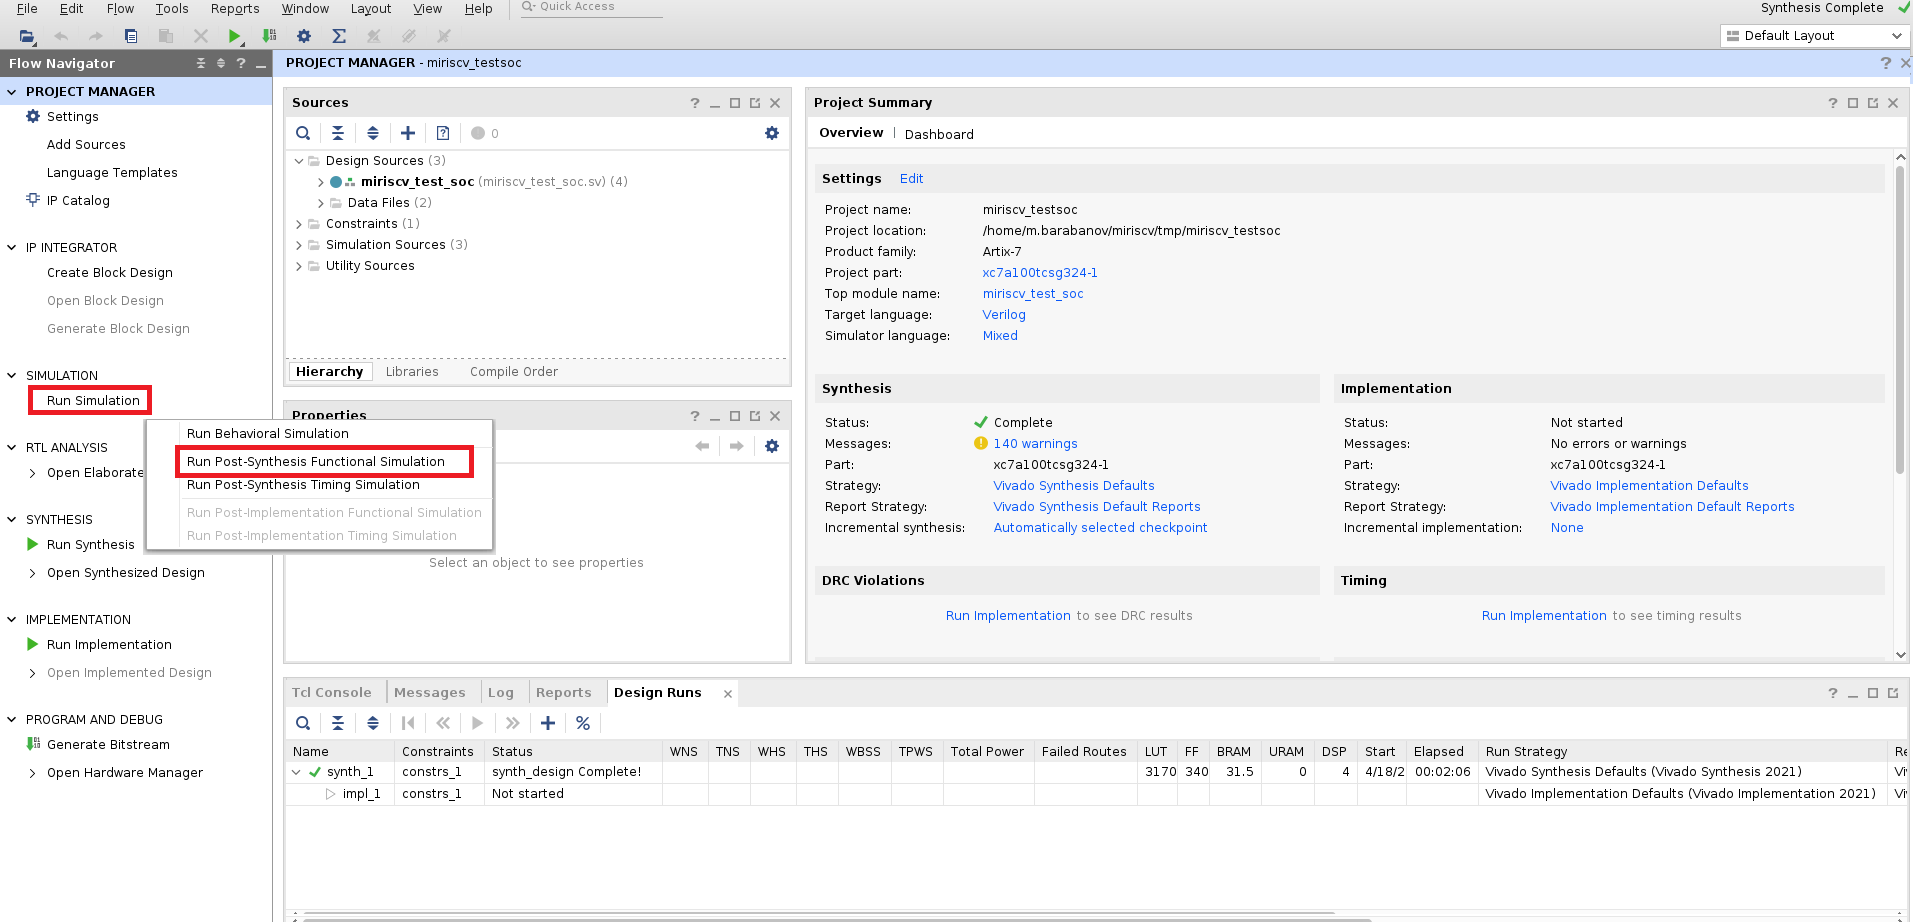 File Edit Flow Tools Reports Window Layout View Help Quick Access
Synthesis Complete
Default Layout
Flow Navigator
PROJECT MANAGER
Settings
Add Sources
Language Templates
IP Catalog
IP INTEGRATOR
Create Block Design
Open Block Design
Generate Block Design
SIMULATION
Run Simulation
RTL ANALYSIS
Open Elaborate
SYNTHESIS
Run Synthesis
Open Synthesized Design
IMPLEMENTATION
Run Implementation
Open Implemented Design
PROGRAM AND DEBUG
Generate Bitstream
Open Hardware Manager
Run Behavioral Simulation
Run Post-Synthesis Functional Simulation
Run Post-Synthesis Timing Simulation
Run Post-Implementation Functional Simulation
Run Post-Implementation Timing Simulation
PROJECT MANAGER - miriscv_testsoc
Sources
0
Design Sources (3)
miriscv_test_soc (miriscv_test_soc.sv) (4)
Data Files (2)
Constraints (1)
Simulation Sources (3)
Utility Sources
Hierarchy Libraries Compile Order
Properties
Select an object to see properties
Project Summary
Overview | Dashboard
Settings Edit
Project name: miriscv_testsoc
Project location: /home/m.barabanov/miriscv/tmp/miriscv_testsoc
Product family: Artix-7
Project part: xc7a100tcsg324-1
Top module name: miriscv_test_soc
Target language: Verilog
Simulator language: Mixed
Synthesis
Status: Complete
Messages: 140 warnings
Part: xc7a100tcsg324-1
Strategy: Vivado Synthesis Defaults
Report Strategy: Vivado Synthesis Default Reports
Incremental synthesis: Automatically selected checkpoint
Implementation
Status: Not started
Messages: No errors or warnings
Part: xc7a100tcsg324-1
Strategy: Vivado Implementation Defaults
Report Strategy: Vivado Implementation Default Reports
Incremental implementation: None
DRC Violations
Run Implementation to see DRC results
Timing
Run Implementation to see timing results
Tcl Console Messages Log Reports Design Runs
Name Constraints Status WNS TNS WHS THS WBSS TPWS Total Power Failed Routes LUT FF BRAM URAM DSP Start Elapsed Run Strategy
synth_1 constrs_1 synth_design Complete! 3170 340 31.5 0 4 4/18/2 00:02:06 Vivado Synthesis Defaults (Vivado Synthesis 2021)
impl_1 constrs_1 Not started Vivado Implementation Defaults (Vivado Implementation 2021)